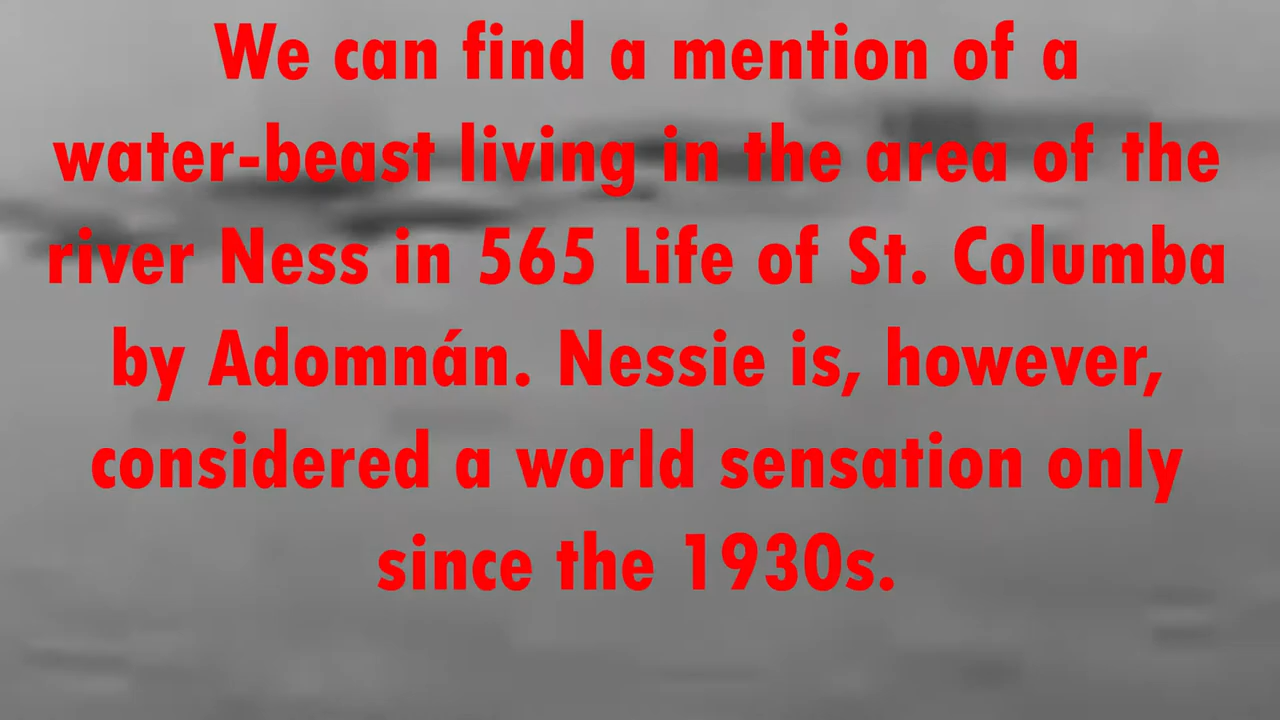 We can find a mention of a
water-beast living in the area of the
river Ness in 565 Life of St. Columba
by Adomnán. Nessie is, however,
considered a world sensation only
since the 1930s.